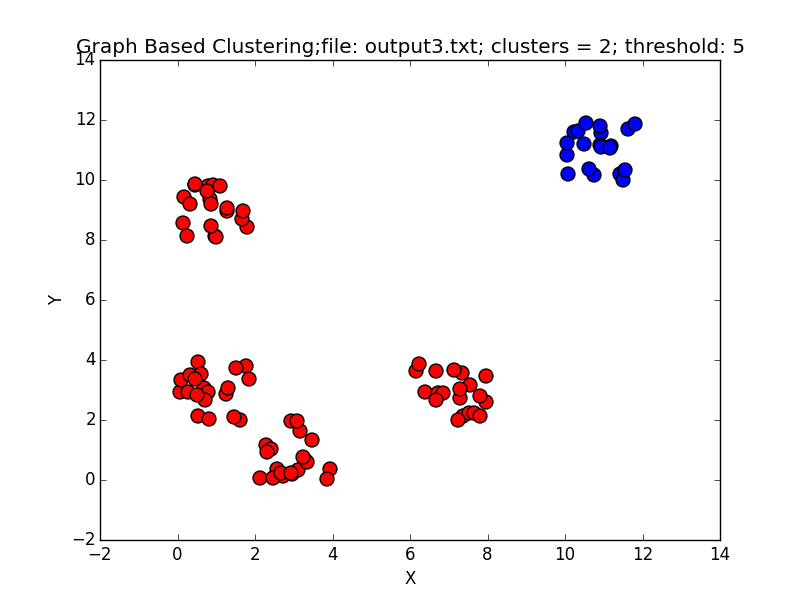 Graph Based Clustering;file: output3.txt; clusters = 2; threshold: 5
14
12
10
8
6
4
2
0
−2
Y
−2 0 2 4 6 8 10 12 14
X